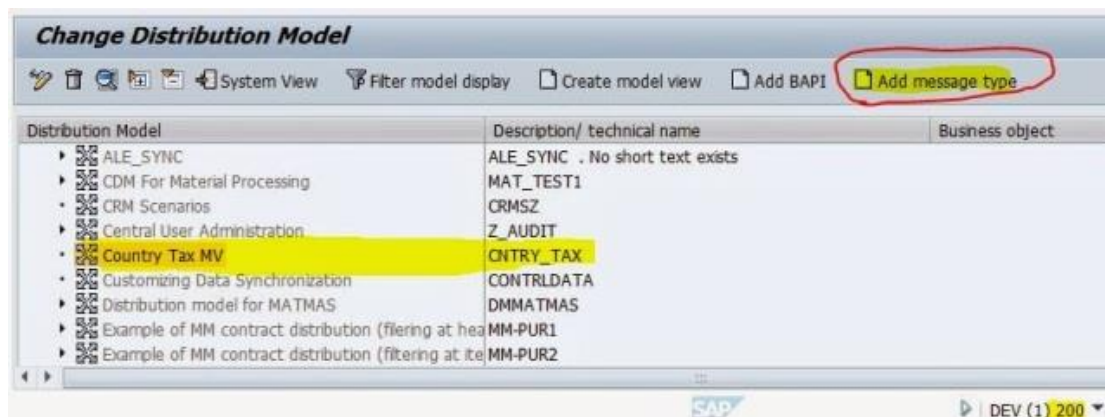 Change Distribution Model
System View Filter model display Create model view Add BAPI Add message type
Distribution Model Description/ technical name Business object
ALE_SYNC ALE_SYNC . No short text exists
CDM For Material Processing MAT_TEST1
CRM Scenarios CRMSZ
Central User Administration Z_AUDIT
Country Tax MV CNTRY_TAX
Customizing Data Synchronization CONTRLDATA
Distribution model for MATMAS DMMATMAS
Example of MM contract distribution (filering at hea MM-PUR1
Example of MM contract distribution (filtering at ite MM-PUR2
SAP DEV (1) 200